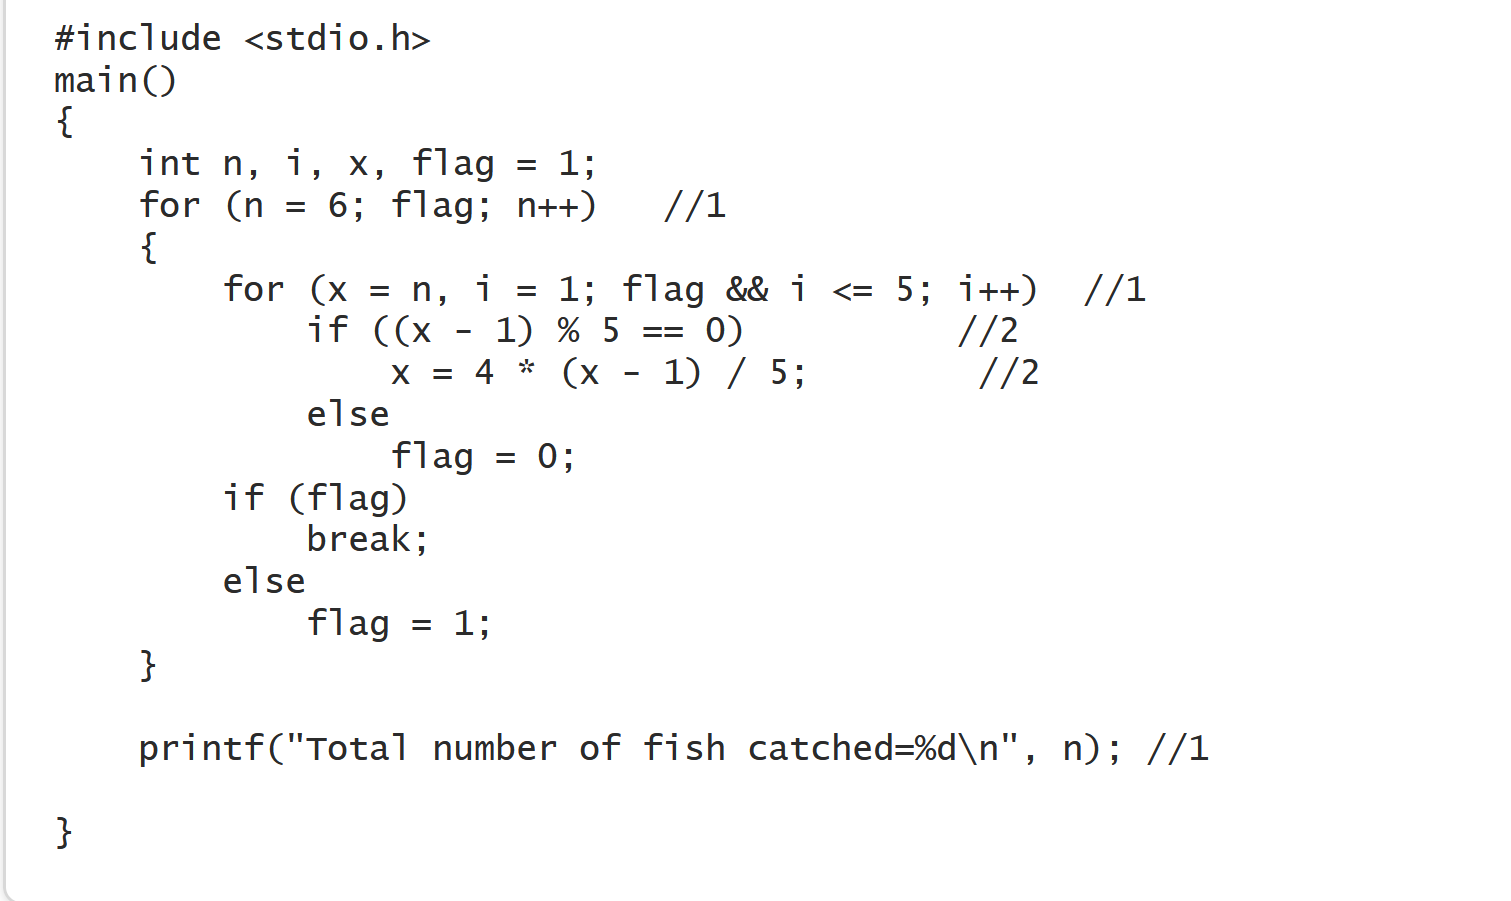 #include <stdio.h>
main()
{
    int n, i, x, flag = 1;
    for (n = 6; flag; n++)   //1
    {
        for (x = n, i = 1; flag && i <= 5; i++)  //1
            if ((x - 1) % 5 == 0)          //2
                x = 4 * (x - 1) / 5;        //2
            else
                flag = 0;
        if (flag)
            break;
        else
            flag = 1;
    }
    printf("Total number of fish catched=%d\n", n); //1
}